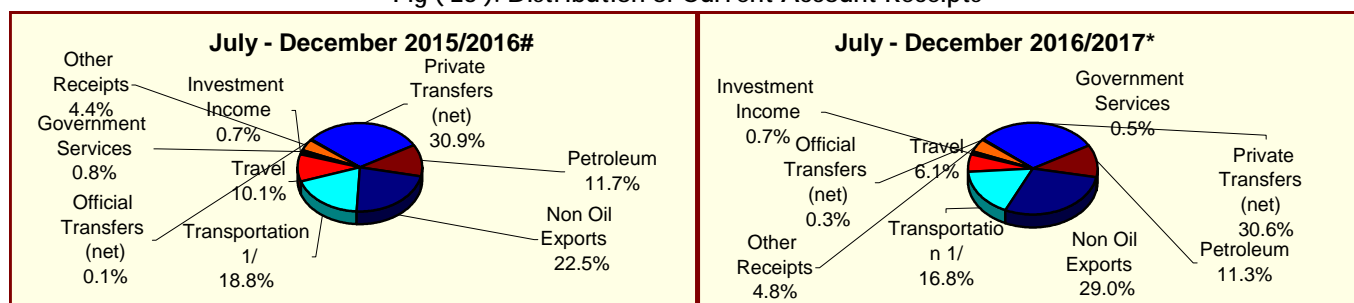 Fig ( 28 ): Distribution of Current Account Receipts
July - December 2015/2016#
Other
Receipts
4.4%
Investment
Income
0.7%
Private
Transfers
(net)
30.9%
Government
Services
0.8%
Travel
10.1%
Petroleum
11.7%
Official
Transfers
(net)
0.1%
Transportation
1/
18.8%
Non Oil
Exports
22.5%
July - December 2016/2017*
Investment
Income
0.7%
Government
Services
0.5%
Official
Transfers
(net)
0.3%
Travel
6.1%
Private
Transfers
(net)
30.6%
Other
Receipts
4.8%
Transportatio
n 1/
16.8%
Non Oil
Exports
29.0%
Petroleum
11.3%